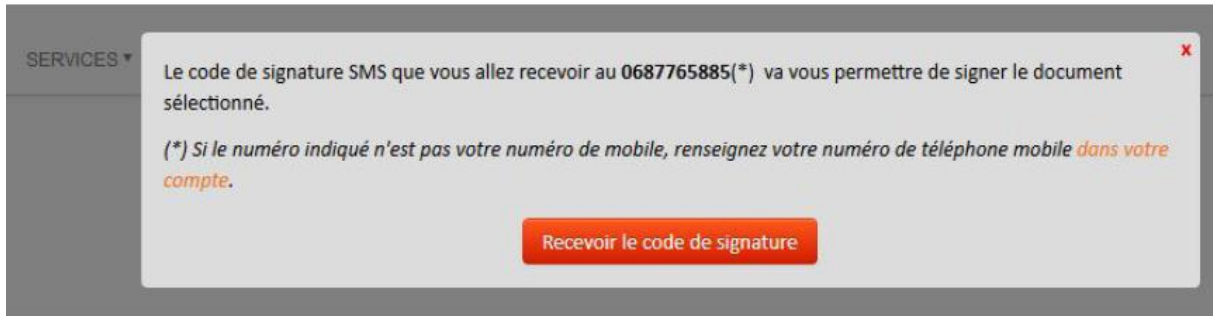 SERVICES ▾
x
Le code de signature SMS que vous allez recevoir au 0687765885(*) va vous permettre de signer le document
sélectionné.
(*) Si le numéro indiqué n'est pas votre numéro de mobile, renseignez votre numéro de téléphone mobile dans votre
compte.
Recevoir le code de signature